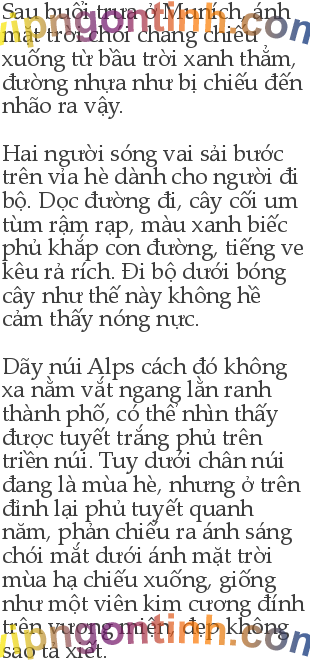 Sau buổi trưa ở Munich, ánh
mặt trời chói chang chiếu
xuống từ bầu trời xanh thẳm,
đường nhựa như bị chiếu đến
nhão ra vậy.
Hai người sóng vai sải bước
trên vỉa hè dành cho người đi
bộ. Dọc đường đi, cây cối um
tùm rậm rạp, màu xanh biếc
phủ khắp con đường, tiếng ve
kêu rả rích. Đi bộ dưới bóng
cây như thế này không hề
cảm thấy nóng nực.
Dãy núi Alps cách đó không
xa nằm vắt ngang lằn ranh
thành phố, có thể nhìn thấy
được tuyết trắng phủ trên
triền núi. Tuy dưới chân núi
đang là mùa hè, nhưng ở trên
đỉnh lại phủ tuyết quanh
năm, phản chiếu ra ánh sáng
chói mắt dưới ánh mặt trời
mùa hạ chiếu xuống, giống
như một viên kim cương đính
trên vương miện, đẹp không
sao tả xiết.
vipngontinh.com
vipngontinh.com